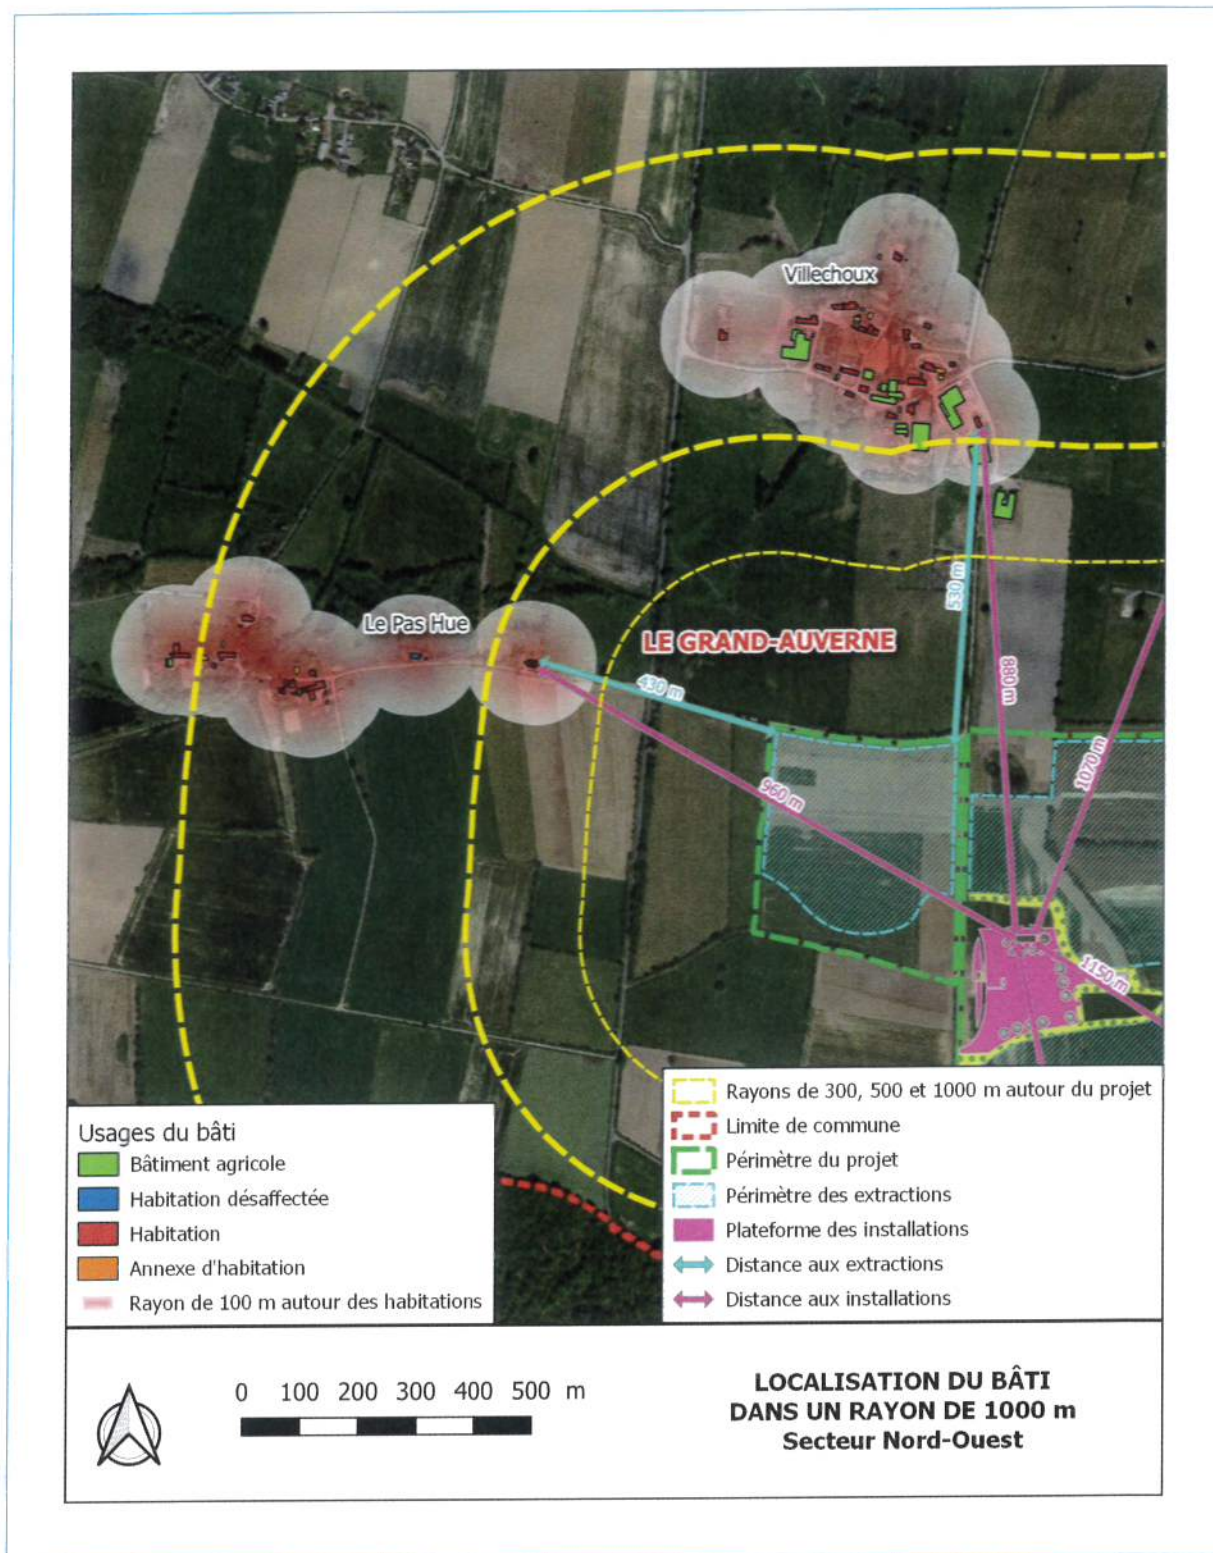 Villechoux
Le Pas Hue
LE GRAND-AUVERNE
430 m
530 m
880 m
960 m
1070 m
1150 m
Usages du bâti
Bâtiment agricole
Habitation désaffectée
Habitation
Annexe d'habitation
Rayon de 100 m autour des habitations
Rayons de 300, 500 et 1000 m autour du projet
Limite de commune
Périmètre du projet
Périmètre des extractions
Plateforme des installations
Distance aux extractions
Distance aux installations
0 100 200 300 400 500 m
LOCALISATION DU BÂTI
DANS UN RAYON DE 1000 m
Secteur Nord-Ouest